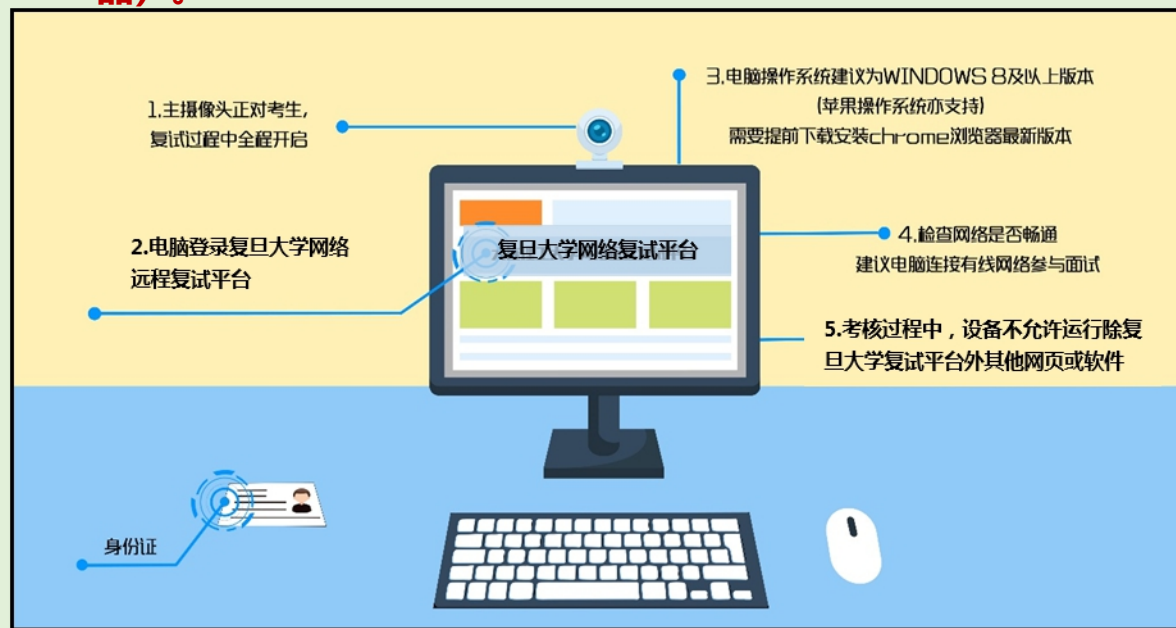 品）。
1.主摄像头正对考生,
复试过程中全程开启
3.电脑操作系统建议为WINDOWS 8及以上版本
(苹果操作系统亦支持)
需要提前下载安装chrome浏览器最新版本
2.电脑登录复旦大学网络
远程复试平台
复旦大学网络复试平台
4.检查网络是否畅通
建议电脑连接有线网络参与面试
5.考核过程中，设备不允许运行除复
旦大学复试平台外其他网页或软件
身份证